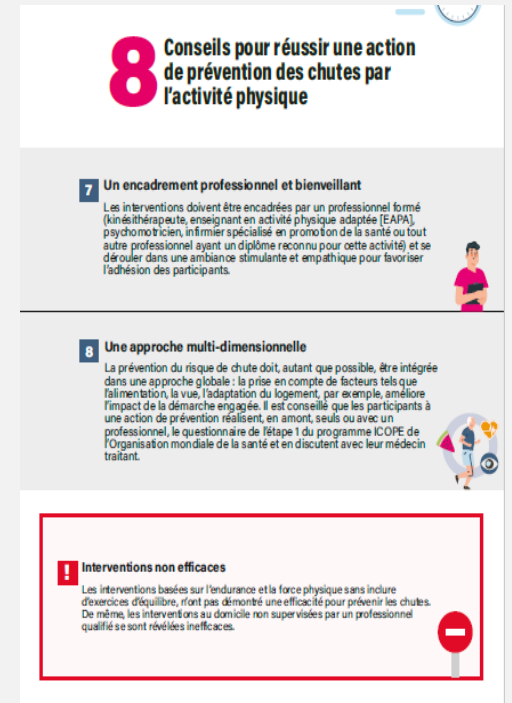 8
Conseils pour réussir une action
de prévention des chutes par
l'activité physique
7
Un encadrement professionnel et bienveillant
Les interventions doivent être encadrées par un professionnel formé
(kinésithérapeute, enseignant en activité physique adaptée [EAPA],
psychomotricien, infirmier spécialisé en promotion de la santé ou tout
autre professionnel ayant un diplôme reconnu pour cette activité) et se
dérouler dans une ambiance stimulante et empathique pour favoriser
l'adhésion des participants.
8
Une approche multi-dimensionnelle
La prévention du risque de chute doit, autant que possible, être intégrée
dans une approche globale : la prise en compte de facteurs tels que
l'alimentation, la vue, l'adaptation du logement, par exemple, améliore
l'impact de la démarche engagée. Il est conseillé que les participants à
une action de prévention réalisent, en amont, seuls ou avec un
professionnel, le questionnaire de l'étape 1 du programme ICOPE de
l'Organisation mondiale de la santé et en discutent avec leur médecin
traitant.
!
Interventions non efficaces
Les interventions basées sur l'endurance et la force physique sans inclure
d'exercices d'équilibre, n'ont pas démontré une efficacité pour prévenir les chutes.
De même, les interventions au domicile non supervisées par un professionnel
qualifié se sont révélées inefficaces.